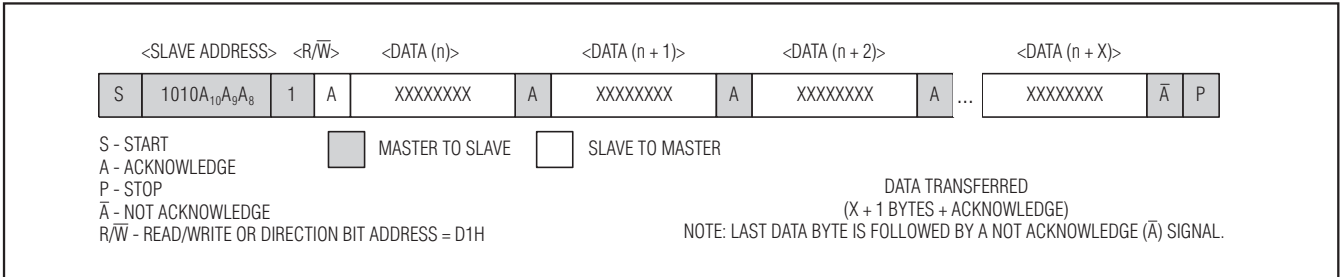 <SLAVE ADDRESS> <R/W̅> <DATA (n)> <DATA (n + 1)> <DATA (n + 2)> <DATA (n + X)>
S 1010A₁₀A₉A₈ 1 A XXXXXXXX A XXXXXXXX A XXXXXXXX A ... XXXXXXXX A̅ P
S - START
A - ACKNOWLEDGE
P - STOP
A̅ - NOT ACKNOWLEDGE
R/W̅ - READ/WRITE OR DIRECTION BIT ADDRESS = D1H
MASTER TO SLAVE SLAVE TO MASTER
DATA TRANSFERRED
(X + 1 BYTES + ACKNOWLEDGE)
NOTE: LAST DATA BYTE IS FOLLOWED BY A NOT ACKNOWLEDGE (A̅) SIGNAL.